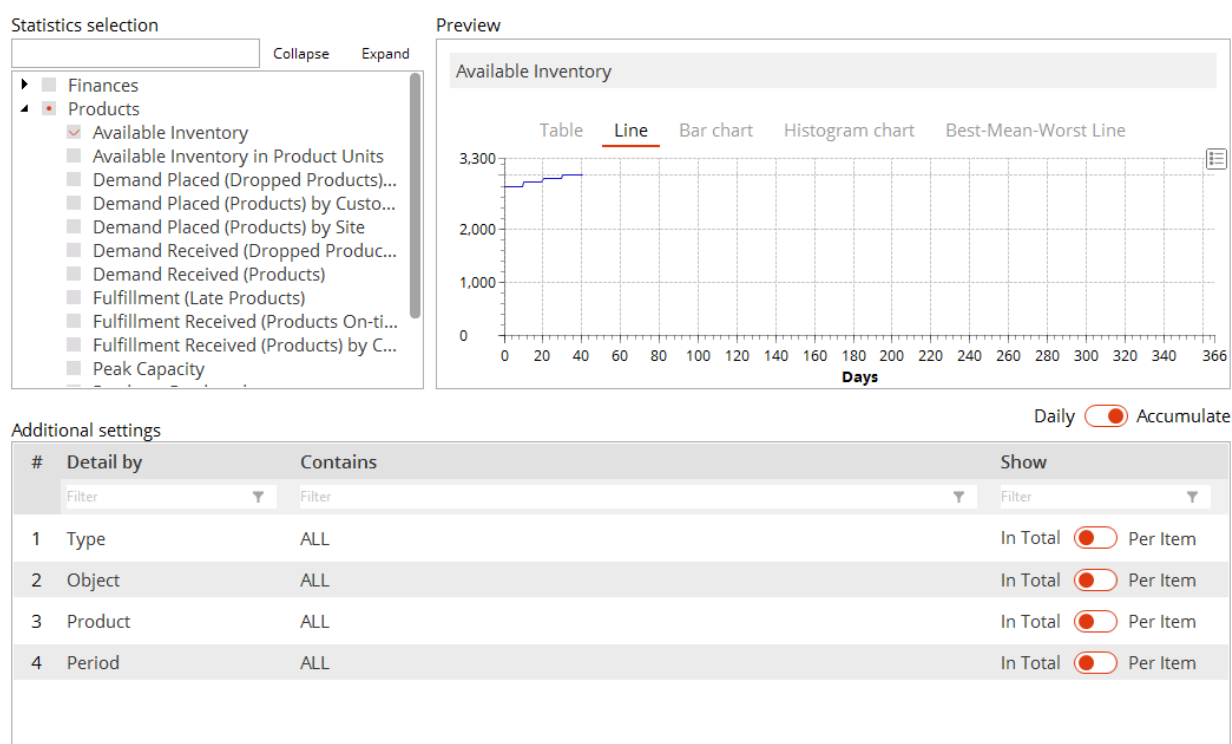 Statistics selection
Collapse Expand
Finances
Products
Available Inventory
Available Inventory in Product Units
Demand Placed (Dropped Products)...
Demand Placed (Products) by Custo...
Demand Placed (Products) by Site
Demand Received (Dropped Produc...
Demand Received (Products)
Fulfillment (Late Products)
Fulfillment Received (Products On-ti...
Fulfillment Received (Products) by C...
Peak Capacity
Preview
Available Inventory
Table Line Bar chart Histogram chart Best-Mean-Worst Line
3,300
2,000
1,000
0
0 20 40 60 80 100 120 140 160 180 200 220 240 260 280 300 320 340 366
Days
Daily Accumulate
Additional settings
# Detail by Contains Show
Filter Filter Filter
1 Type ALL In Total Per Item
2 Object ALL In Total Per Item
3 Product ALL In Total Per Item
4 Period ALL In Total Per Item